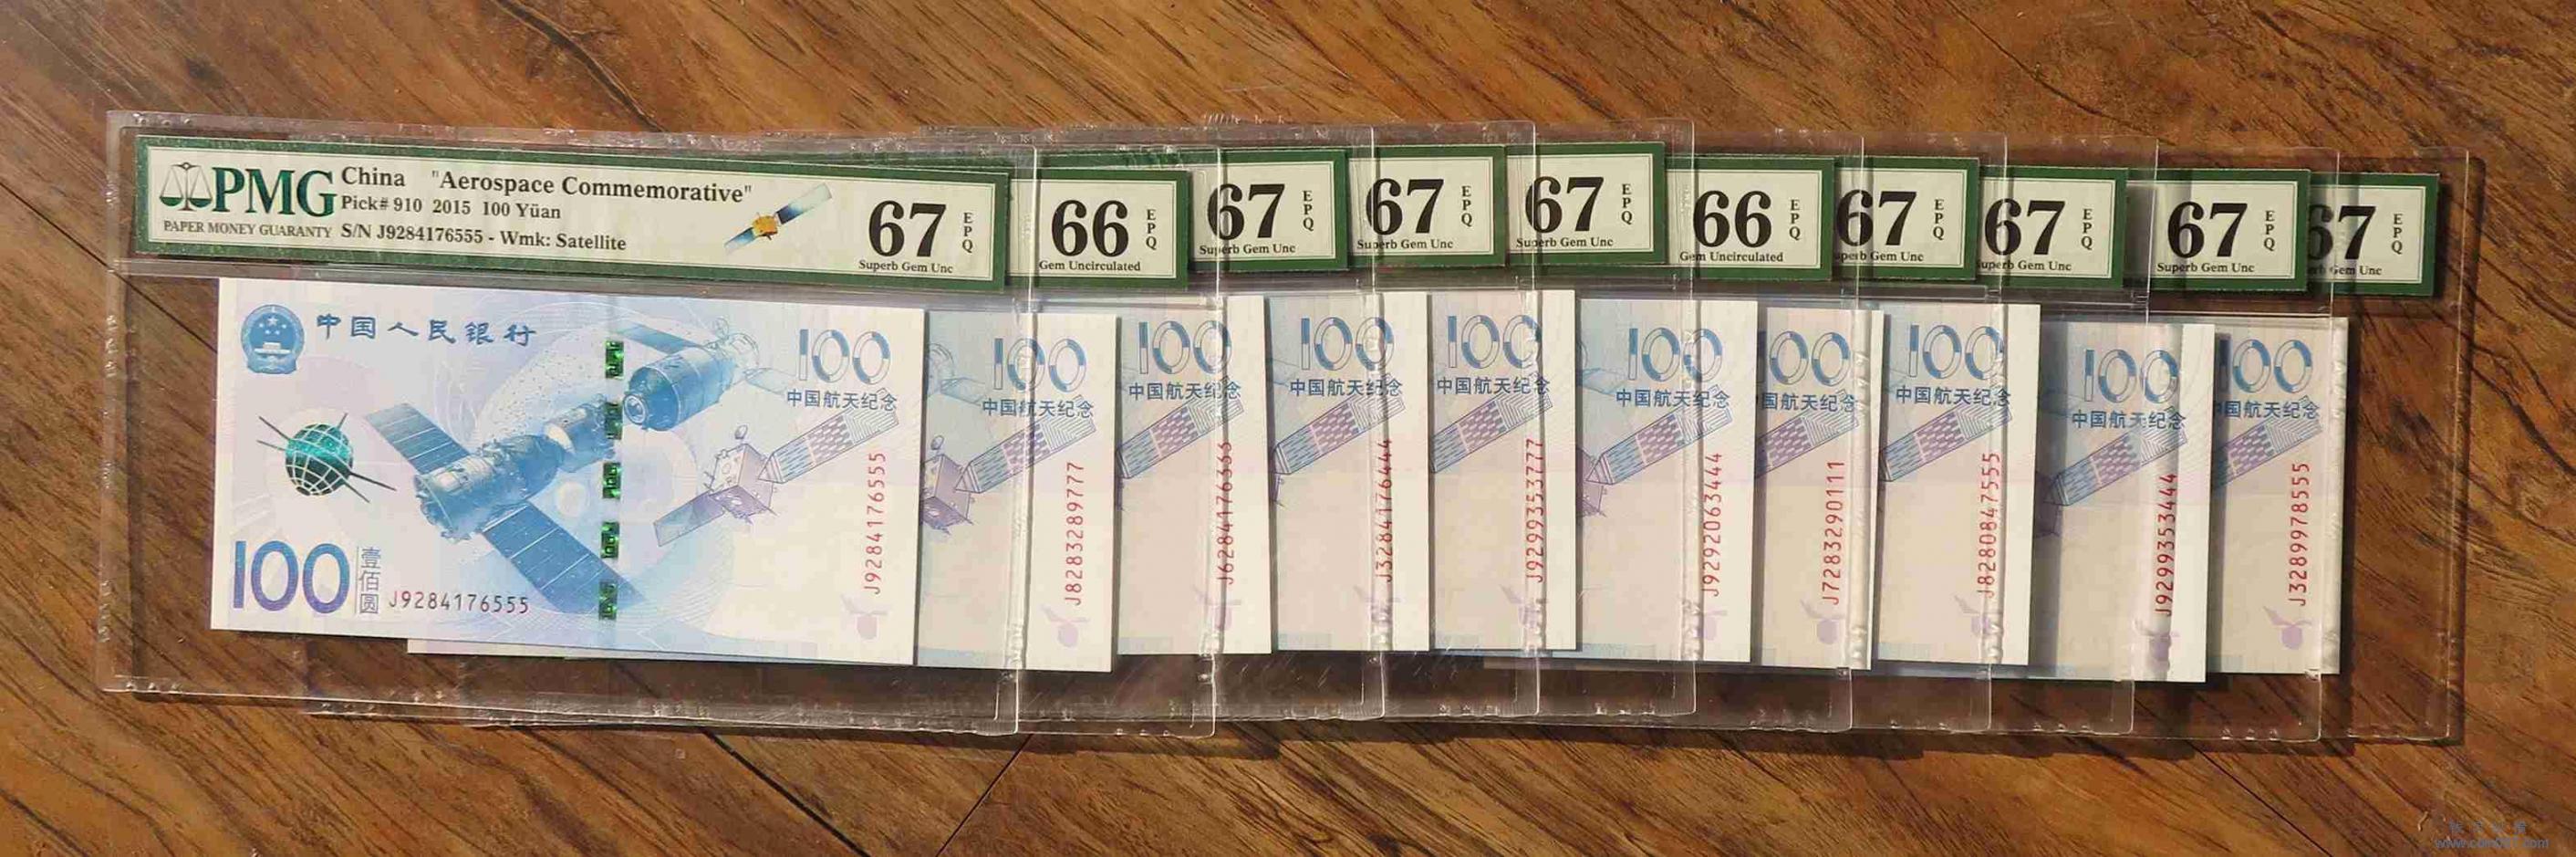 PMG
PAPER MONEY GUARANTY
China "Aerospace Commemorative"
Pick# 910 2015 100 Yüan
S/N J9284176555 - Wmk: Satellite
67 EPQ
Superb Gem Unc
66 EPQ
Gem Uncirculated
67 EPQ
Superb Gem Unc
67 EPQ
Superb Gem Unc
67 EPQ
Superb Gem Unc
66 EPQ
Gem Uncirculated
67 EPQ
Superb Gem Unc
67 EPQ
Superb Gem Unc
67 EPQ
Superb Gem Unc
67 EPQ
Gem Unc
中国人民银行
100
中国航天纪念
J9284176555
100
壹佰圆
J9284176555
100
中国航天纪念
J8283289777
100
中国航天纪念
100
中国航天纪念
J3284176444
100
中国航天纪念
J9299353777
100
中国航天纪念
J9292063444
100
国航天纪念
J7283290111
100
中国航天纪念
J8280847555
100
中国航天纪念
J9299353444
100
中国航天纪念
J3289978555